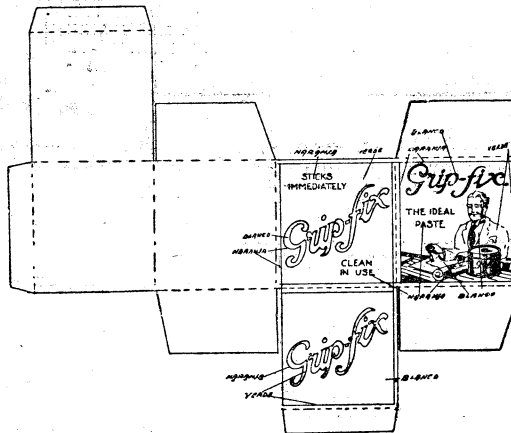 NARANJA VERDE
STICKS
IMMEDIATELY
Grip-fix
BLANCO
NARANJA
CLEAN
IN USE
BLANCO
NARANJA VERDE
Grip-fix
THE IDEAL
PASTE
NARANJA BLANCO
Grip-fix
NARANJA
VERDE
BLANCO